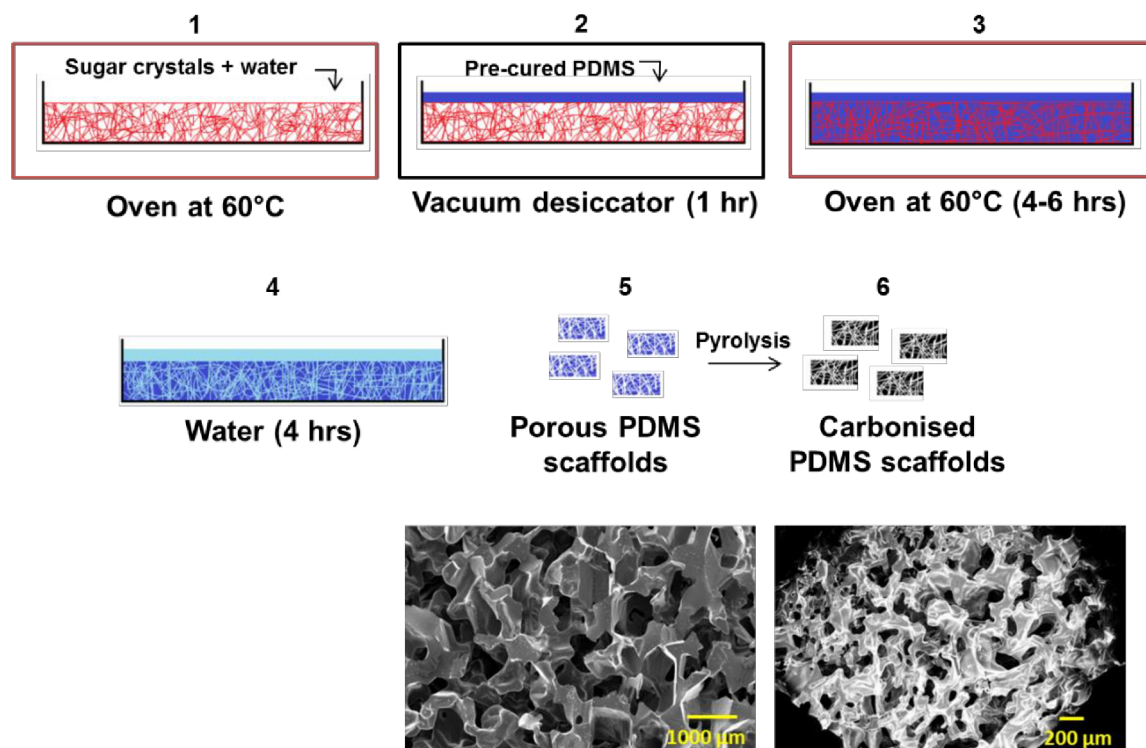 1
Sugar crystals + water
Oven at 60°C
2
Pre-cured PDMS
Vacuum desiccator (1 hr)
3
Oven at 60°C (4-6 hrs)
4
Water (4 hrs)
5
Porous PDMS
scaffolds
Pyrolysis
6
Carbonised
PDMS scaffolds
1000 µm
200 µm